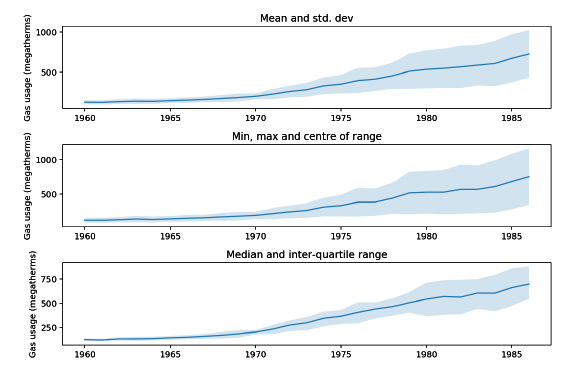 Mean and std. dev
Gas usage (megatherms)
1000
500
1960 1965 1970 1975 1980 1985
Min, max and centre of range
Gas usage (megatherms)
1000
500
1960 1965 1970 1975 1980 1985
Median and inter-quartile range
Gas usage (megatherms)
750
500
250
1960 1965 1970 1975 1980 1985